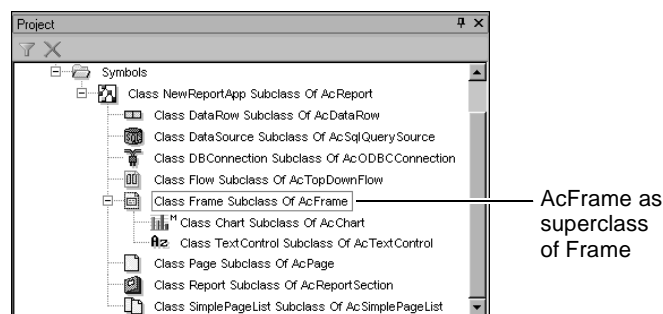 Project
Symbols
Class NewReportApp Subclass Of AcReport
Class DataRow Subclass Of AcDataRow
Class DataSource Subclass Of AcSqlQuerySource
Class DBConnection Subclass Of AcODBCConnection
Class Flow Subclass Of AcTopDownFlow
Class Frame Subclass Of AcFrame
M Class Chart Subclass Of AcChart
Az Class TextControl Subclass Of AcTextControl
Class Page Subclass Of AcPage
Class Report Subclass Of AcReportSection
Class SimplePageList Subclass Of AcSimplePageList
AcFrame as
superclass
of Frame